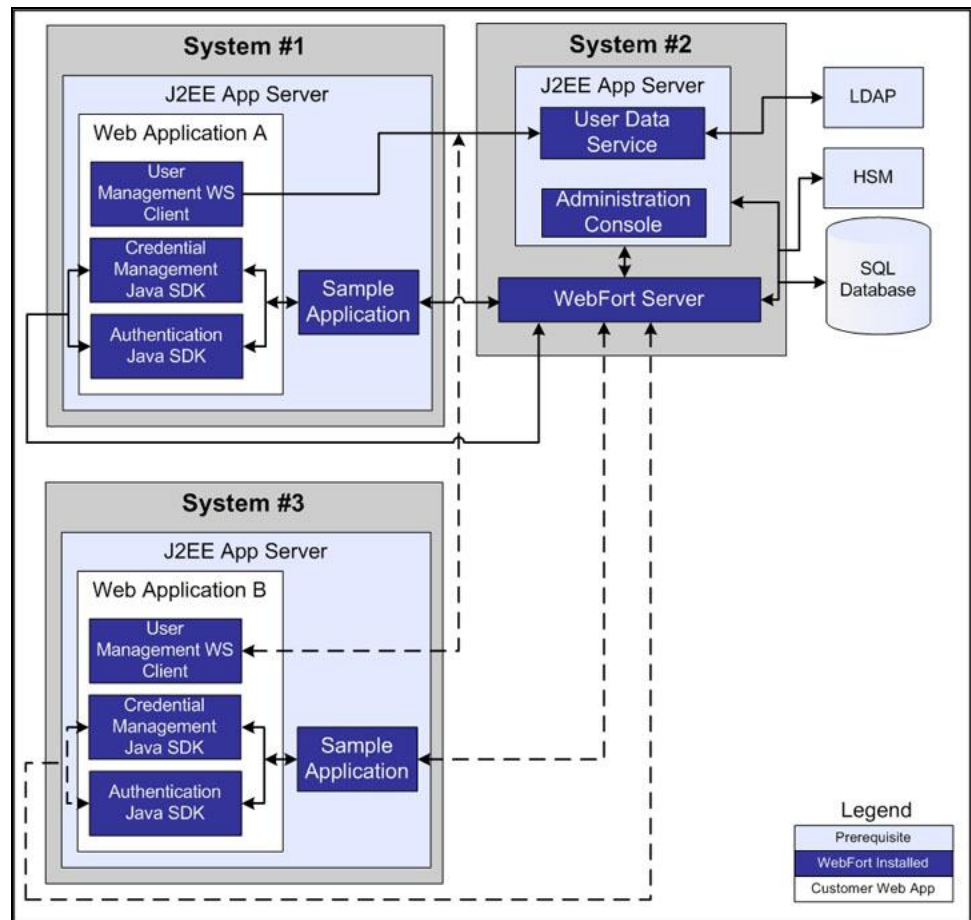 System #1
J2EE App Server
Web Application A
User
Management WS
Client
Credential
Management
Java SDK
Authentication
Java SDK
Sample
Application
System #2
J2EE App Server
User Data
Service
Administration
Console
WebFort Server
LDAP
HSM
SQL
Database
System #3
J2EE App Server
Web Application B
User
Management WS
Client
Credential
Management
Java SDK
Authentication
Java SDK
Sample
Application
Legend
Prerequisite
WebFort Installed
Customer Web App